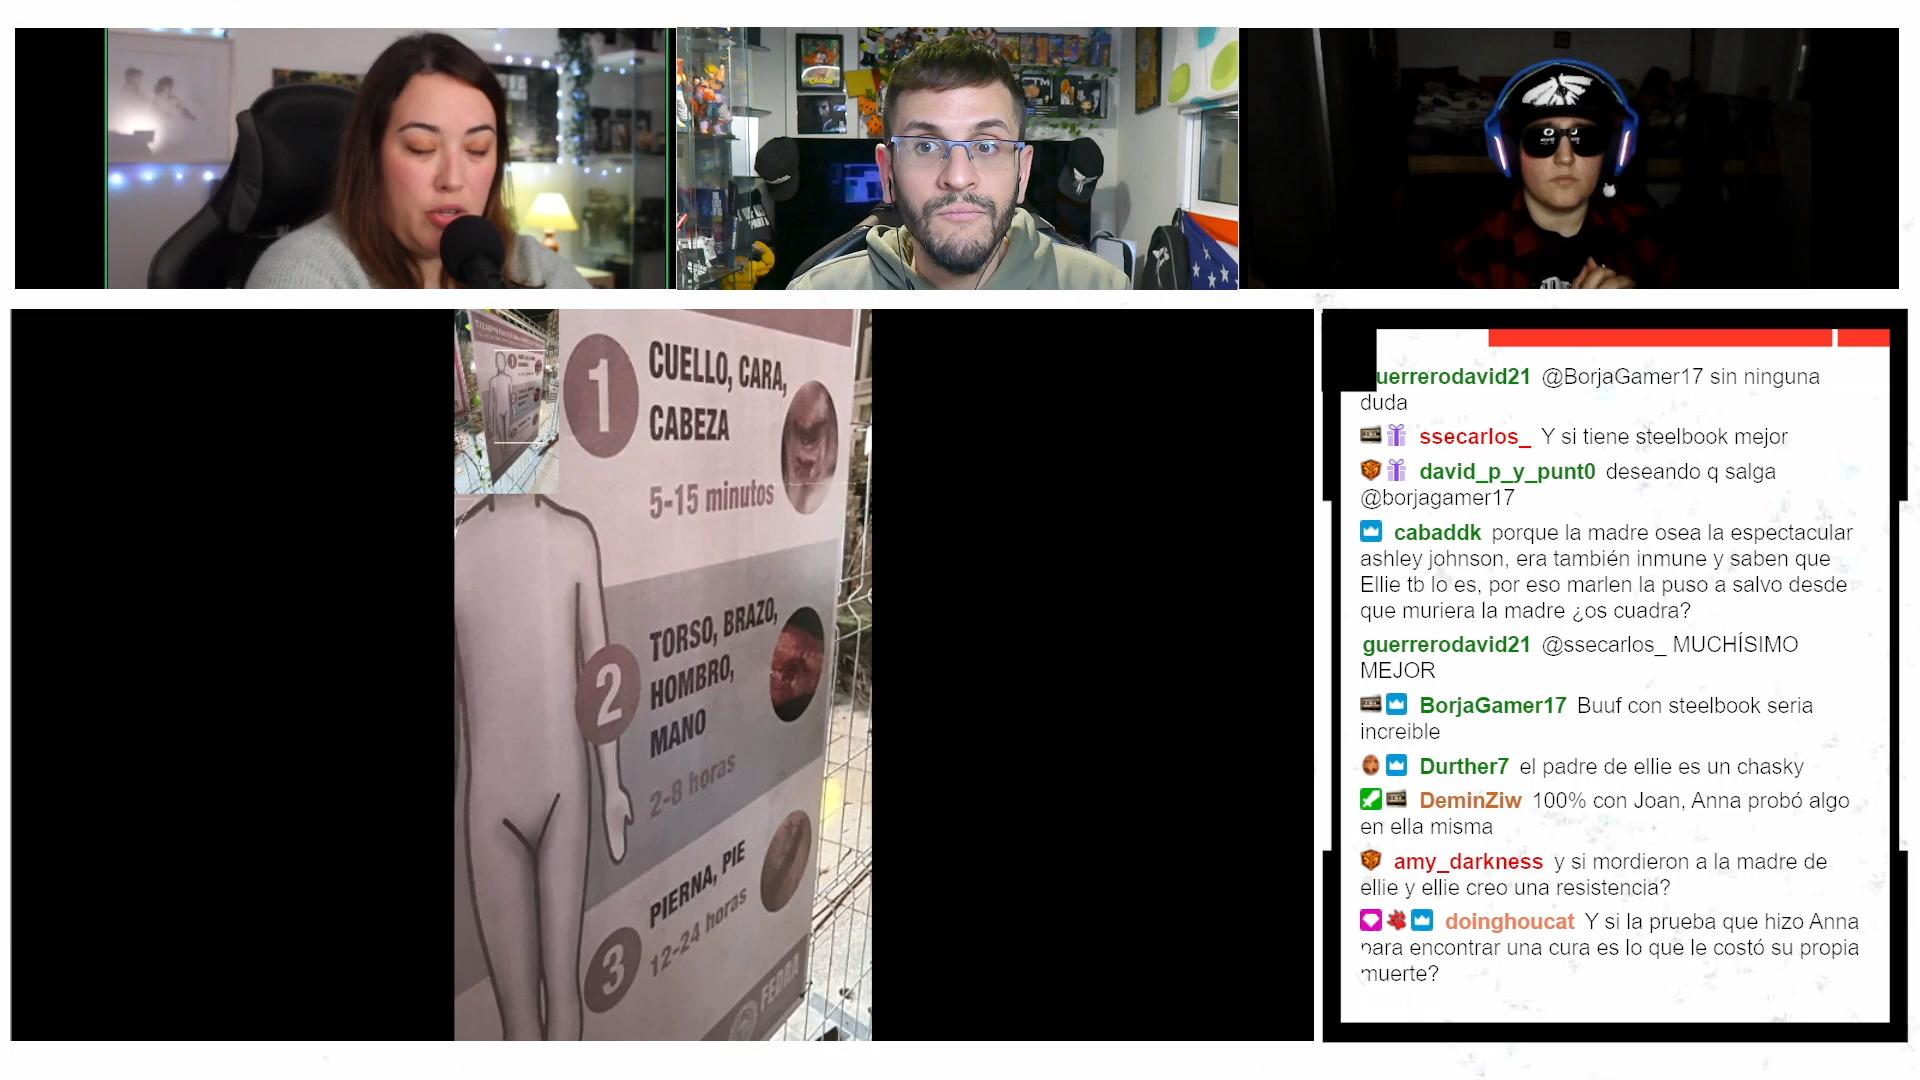 1
CUELLO, CARA,
CABEZA
5-15 minutos
2
TORSO, BRAZO,
HOMBRO,
MANO
2-8 horas
3
PIERNA, PIE
12-24 horas
FEDRA
uerrerodavid21 @BorjaGamer17 sin ninguna
duda
ssecarlos_ Y si tiene steelbook mejor
david_p_y_punt0 deseando q salga
@borjagamer17
cabaddk porque la madre osea la espectacular
ashley johnson, era también inmune y saben que
Ellie tb lo es, por eso marlen la puso a salvo desde
que muriera la madre ¿os cuadra?
guerrerodavid21 @ssecarlos_ MUCHÍSIMO
MEJOR
BorjaGamer17 Buuf con steelbook seria
increible
Durther7 el padre de ellie es un chasky
DeminZiw 100% con Joan, Anna probó algo
en ella misma
amy_darkness y si mordieron a la madre de
ellie y ellie creo una resistencia?
doinghoucat Y si la prueba que hizo Anna
para encontrar una cura es lo que le costó su propia
muerte?